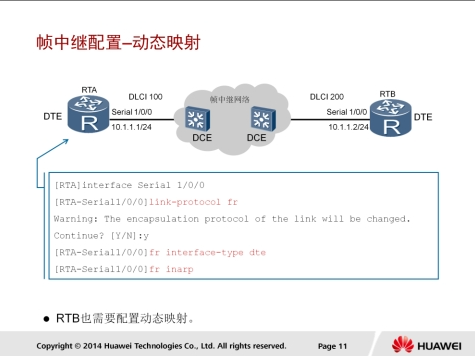 帧中继配置–动态映射
RTA
DLCI 100
帧中继网络
DLCI 200
RTB
DTE
Serial 1/0/0
Serial 1/0/0
DTE
R
10.1.1.1/24
10.1.1.2/24
R
DCE
DCE
[RTA]interface Serial 1/0/0
[RTA-Serial1/0/0]link-protocol fr
Warning: The encapsulation protocol of the link will be changed.
Continue? [Y/N]:y
[RTA-Serial1/0/0]fr interface-type dte
[RTA-Serial1/0/0]fr inarp
● RTB也需要配置动态映射。
Copyright © 2014 Huawei Technologies Co., Ltd. All rights reserved.
Page 11
HUAWEI